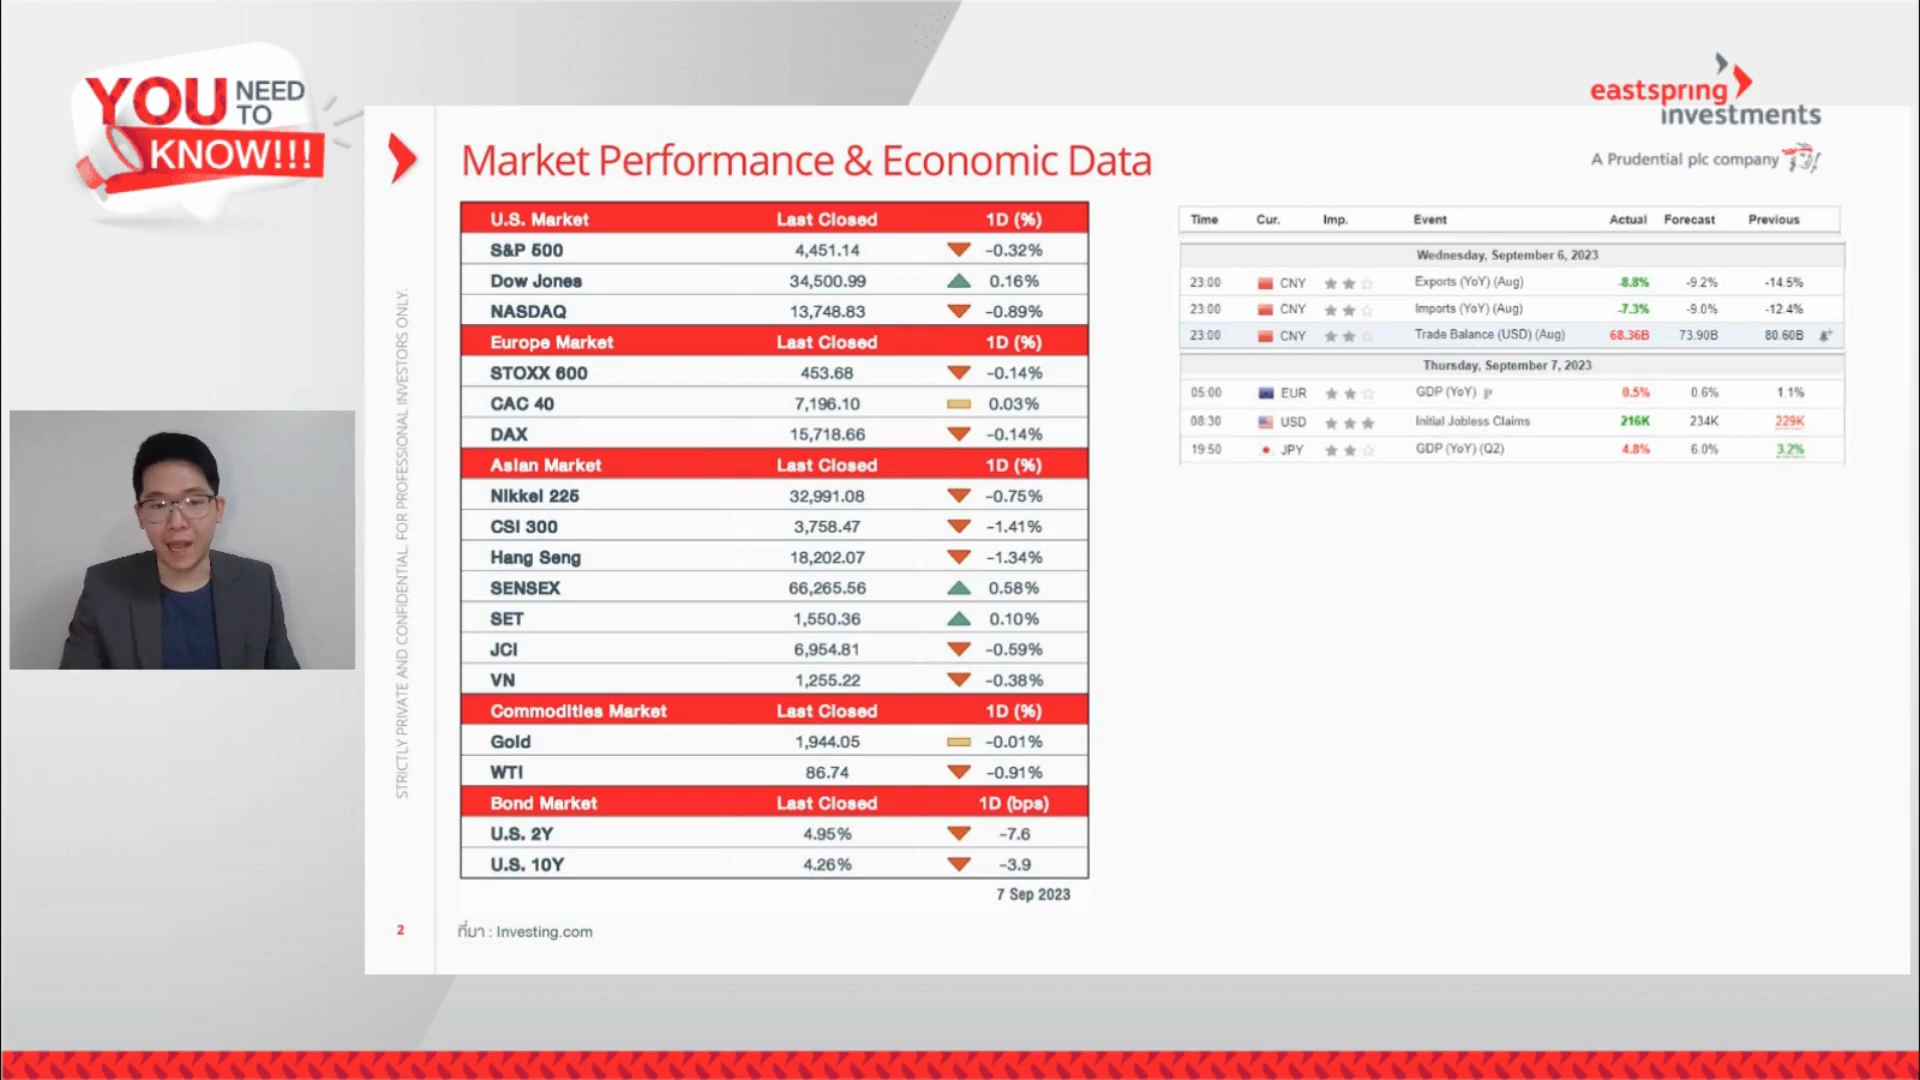 YOU NEED TO
KNOW!!!
eastspring
investments
A Prudential plc company
Market Performance & Economic Data
STRICTLY PRIVATE AND CONFIDENTIAL. FOR PROFESSIONAL INVESTORS ONLY.
U.S. Market Last Closed 1D (%)
S&P 500 4,451.14 -0.32%
Dow Jones 34,500.99 0.16%
NASDAQ 13,748.83 -0.89%
Europe Market Last Closed 1D (%)
STOXX 600 453.68 -0.14%
CAC 40 7,196.10 0.03%
DAX 15,718.66 -0.14%
Asian Market Last Closed 1D (%)
Nikkei 225 32,991.08 -0.75%
CSI 300 3,758.47 -1.41%
Hang Seng 18,202.07 -1.34%
SENSEX 66,265.56 0.58%
SET 1,550.36 0.10%
JCI 6,954.81 -0.59%
VN 1,255.22 -0.38%
Commodities Market Last Closed 1D (%)
Gold 1,944.05 -0.01%
WTI 86.74 -0.91%
Bond Market Last Closed 1D (bps)
U.S. 2Y 4.95% -7.6
U.S. 10Y 4.26% -3.9
7 Sep 2023
Time Cur. Imp. Event Actual Forecast Previous
Wednesday, September 6, 2023
23:00 CNY Exports (YoY) (Aug) -8.8% -9.2% -14.5%
23:00 CNY Imports (YoY) (Aug) -7.3% -9.0% -12.4%
23:00 CNY Trade Balance (USD) (Aug) 68.36B 73.90B 80.60B
Thursday, September 7, 2023
05:00 EUR GDP (YoY) P 0.5% 0.6% 1.1%
08:30 USD Initial Jobless Claims 216K 234K 229K
19:50 JPY GDP (YoY) (Q2) 4.8% 6.0% 3.2%
2
ที่มา : Investing.com